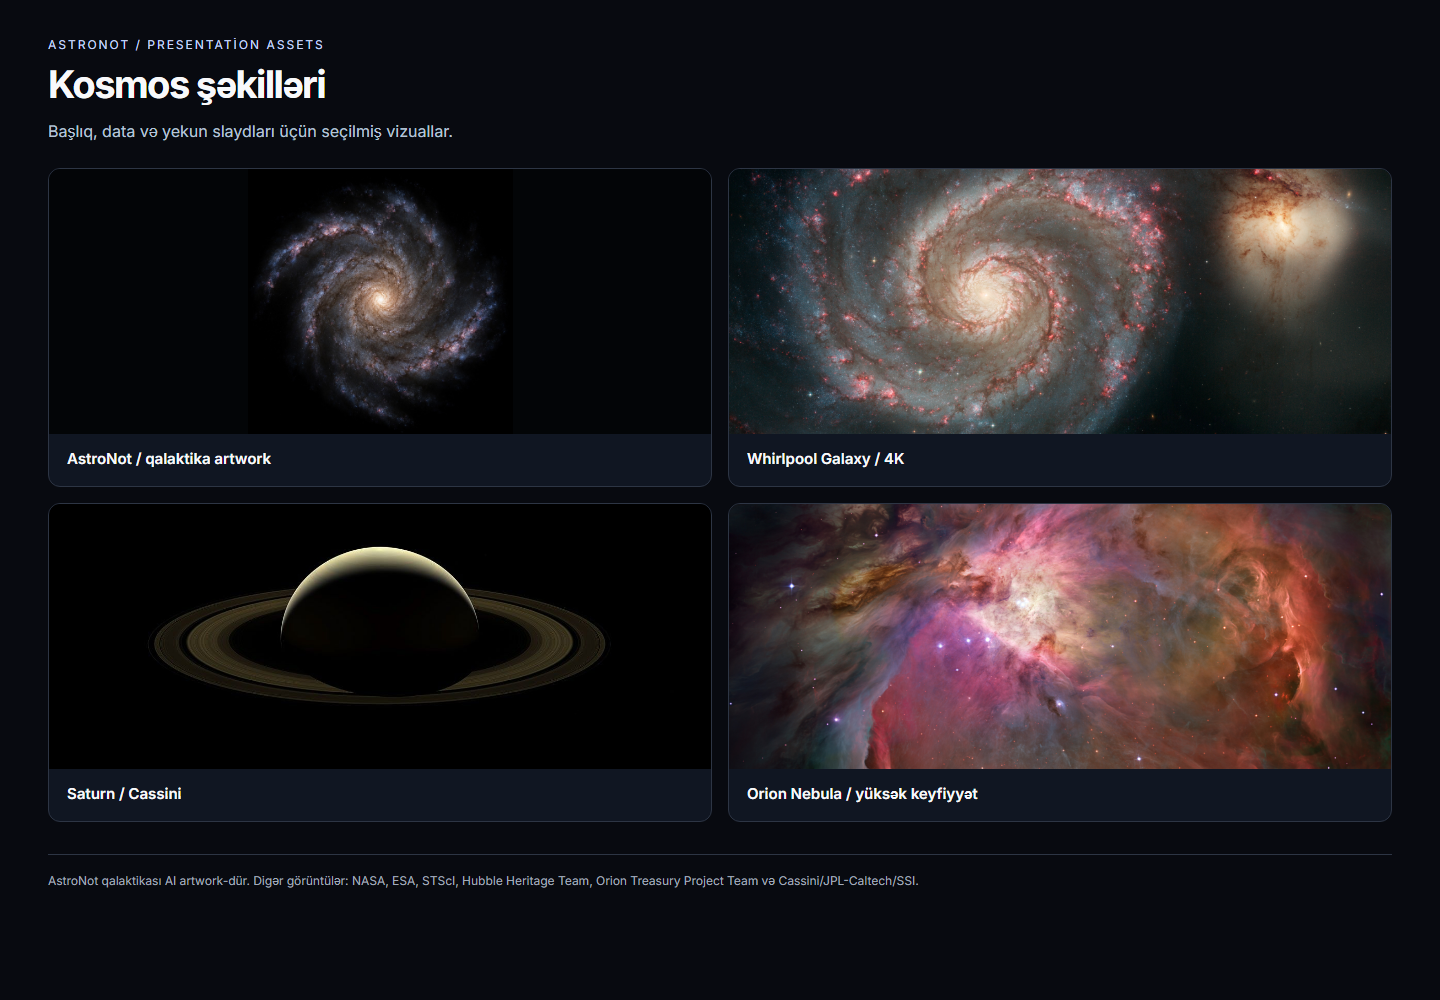 ASTRONOT / PRESENTATİON ASSETS
Kosmos şəkilləri
Başlıq, data və yekun slaydları üçün seçilmiş vizuallar.
AstroNot / qalaktika artwork
Whirlpool Galaxy / 4K
Saturn / Cassini
Orion Nebula / yüksək keyfiyyət
AstroNot qalaktikası AI artwork-dür. Digər görüntülər: NASA, ESA, STScI, Hubble Heritage Team, Orion Treasury Project Team və Cassini/JPL-Caltech/SSI.